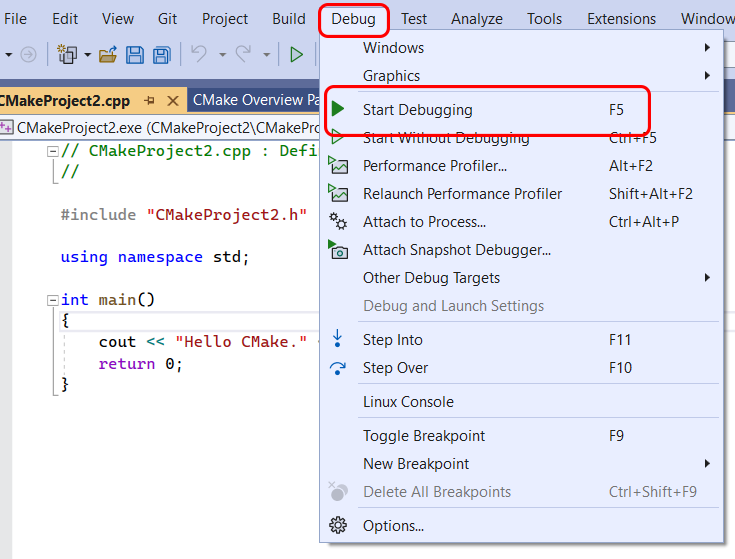 File Edit View Git Project Build Debug Test Analyze Tools Extensions Window
CMakeProject2.cpp CMake Overview Pa
CMakeProject2.exe (CMakeProject2\CMakePro
// CMakeProject2.cpp : Defin
//
#include "CMakeProject2.h"
using namespace std;
int main()
{
cout << "Hello CMake."
return 0;
}
Windows
Graphics
Start Debugging F5
Start Without Debugging Ctrl+F5
Performance Profiler... Alt+F2
Relaunch Performance Profiler Shift+Alt+F2
Attach to Process... Ctrl+Alt+P
Attach Snapshot Debugger...
Other Debug Targets
Debug and Launch Settings
Step Into F11
Step Over F10
Linux Console
Toggle Breakpoint F9
New Breakpoint
Delete All Breakpoints Ctrl+Shift+F9
Options...